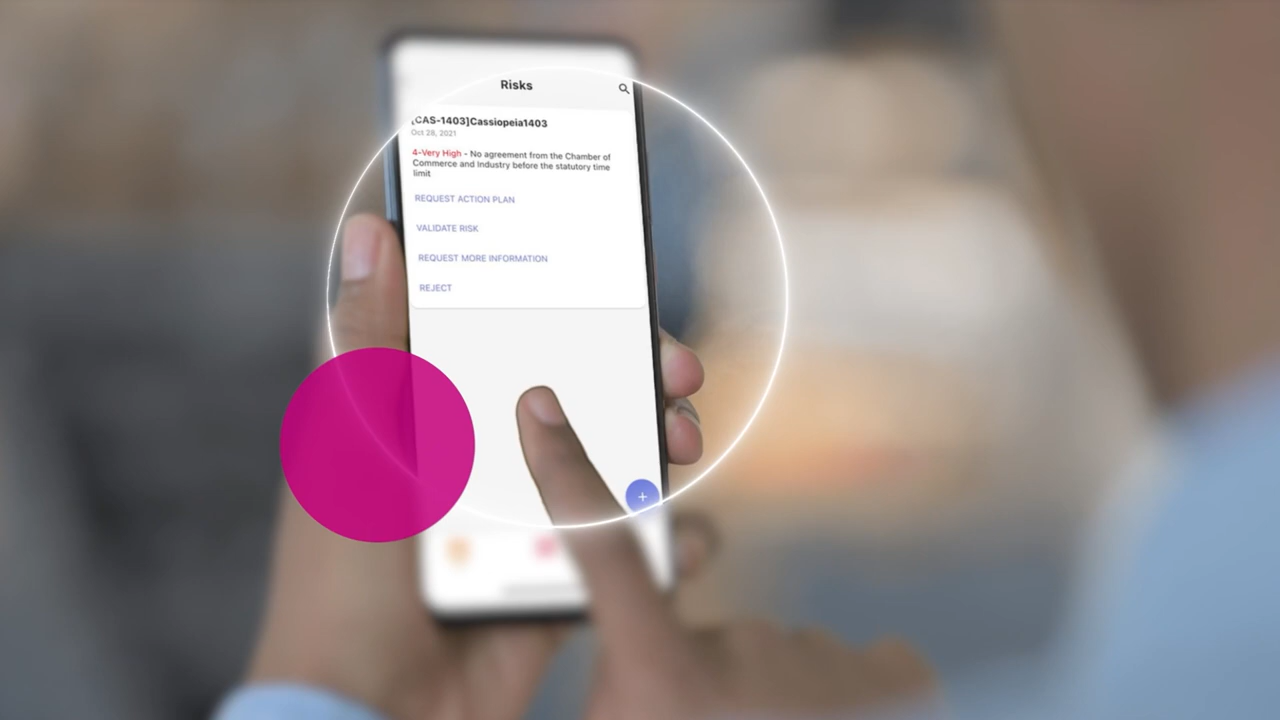 Risks
[CAS-1403]Cassiopeia1403
Oct 28, 2021
4-Very High - No agreement from the Chamber of
Commerce and Industry before the statutory time
limit
REQUEST ACTION PLAN
VALIDATE RISK
REQUEST MORE INFORMATION
REJECT
+